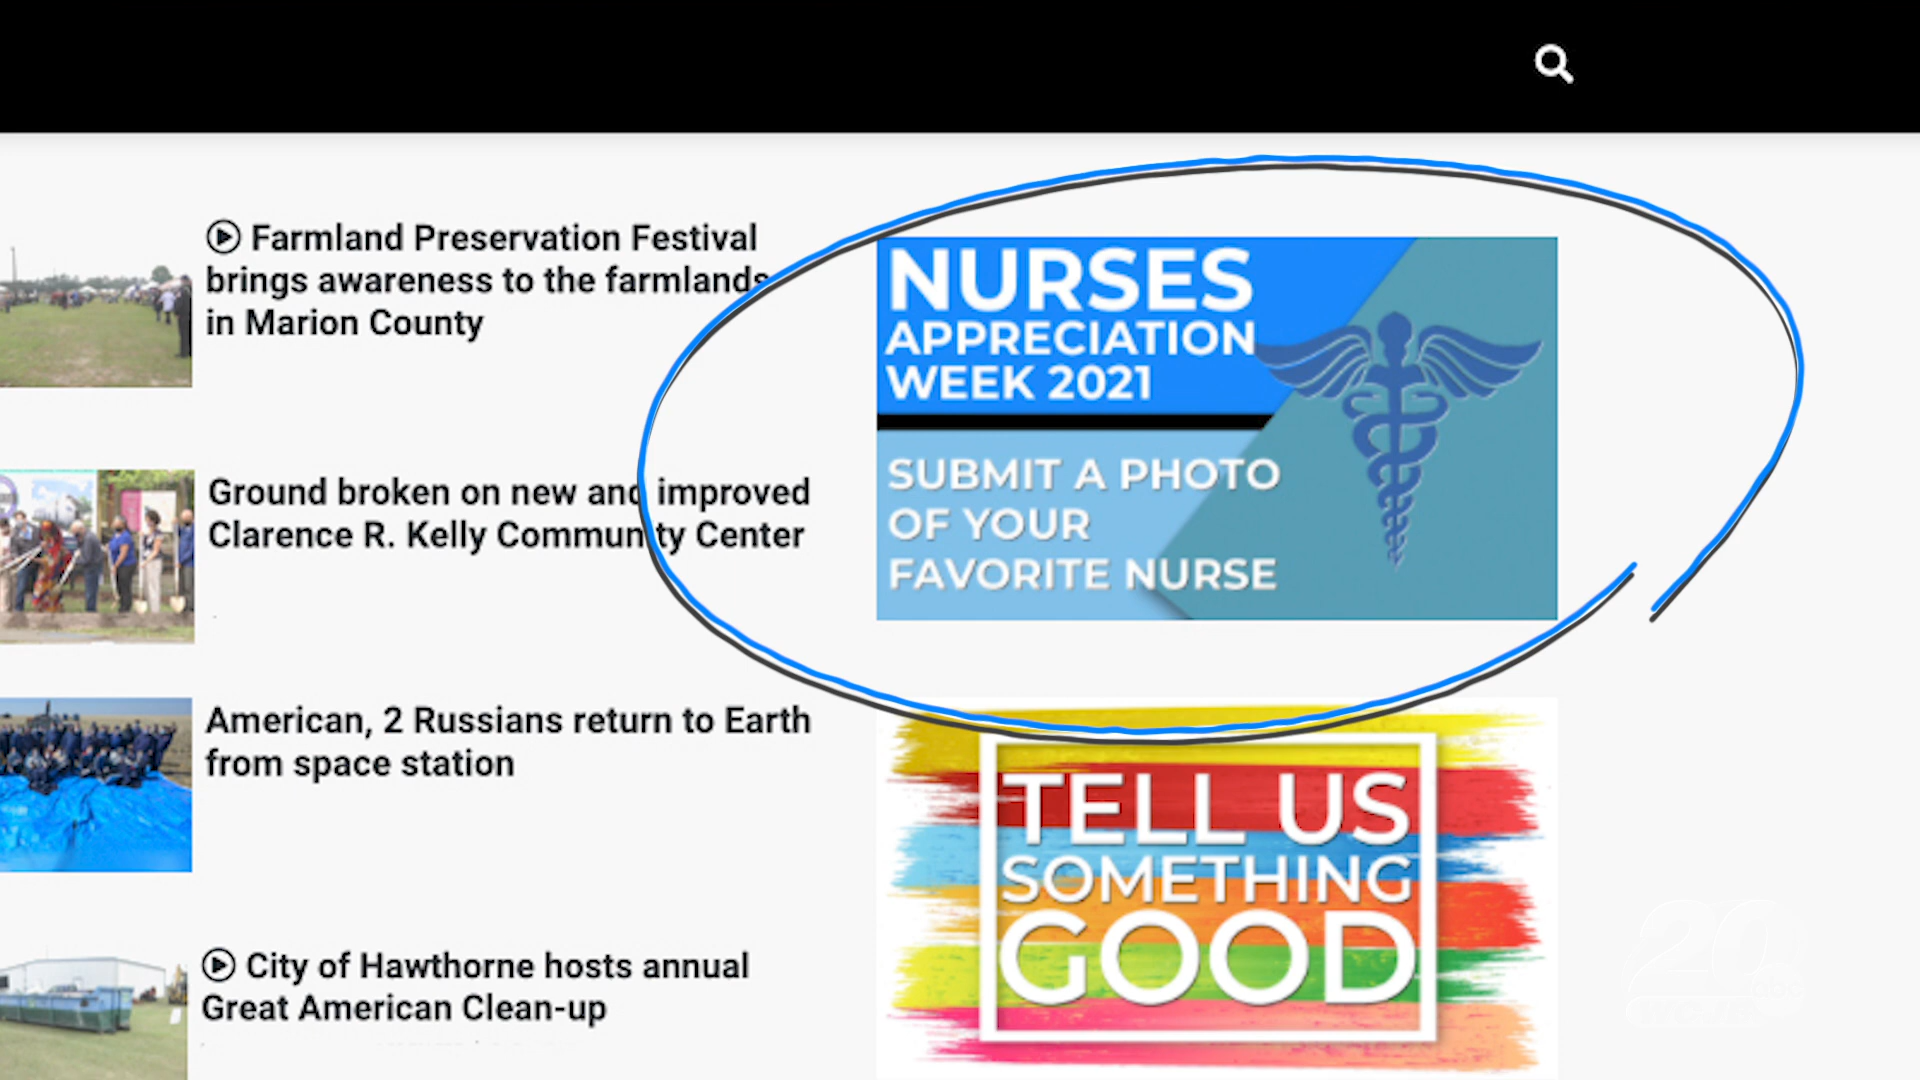 Farmland Preservation Festival
brings awareness to the farmlands
in Marion County
Ground broken on new and improved
Clarence R. Kelly Community Center
American, 2 Russians return to Earth
from space station
City of Hawthorne hosts annual
Great American Clean-up
NURSES
APPRECIATION
WEEK 2021
SUBMIT A PHOTO
OF YOUR
FAVORITE NURSE
TELL US
SOMETHING
GOOD
20
abc